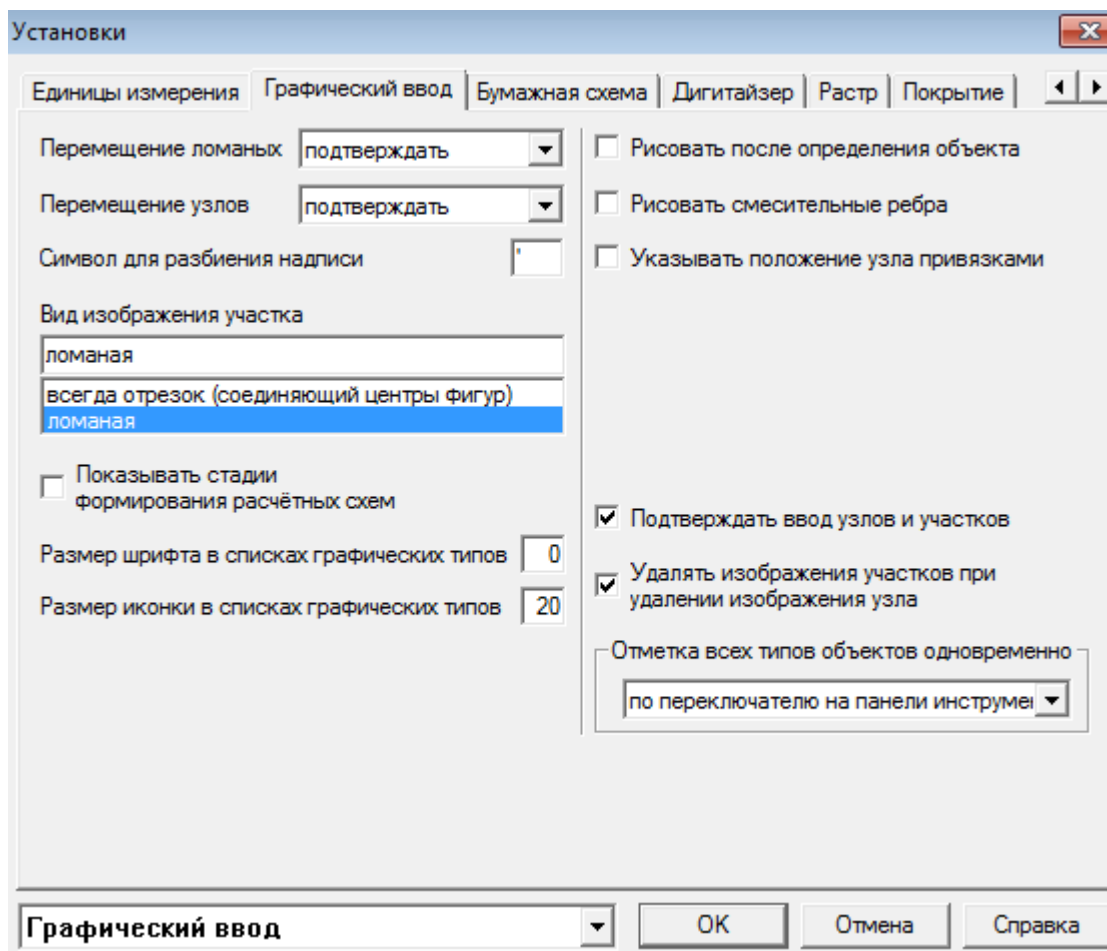 Установки
Единицы измерения Графический ввод Бумажная схема Дигитайзер Растр Покрытие
Перемещение ломаных подтверждать
Перемещение узлов подтверждать
Символ для разбиения надписи '
Вид изображения участка
ломаная
всегда отрезок (соединяющий центры фигур)
ломаная
Показывать стадии
формирования расчётных схем
Размер шрифта в списках графических типов 0
Размер иконки в списках графических типов 20
Рисовать после определения объекта
Рисовать смесительные ребра
Указывать положение узла привязками
Подтверждать ввод узлов и участков
Удалять изображения участков при
удалении изображения узла
Отметка всех типов объектов одновременно
по переключателю на панели инструмен
Графический ввод
OK Отмена Справка